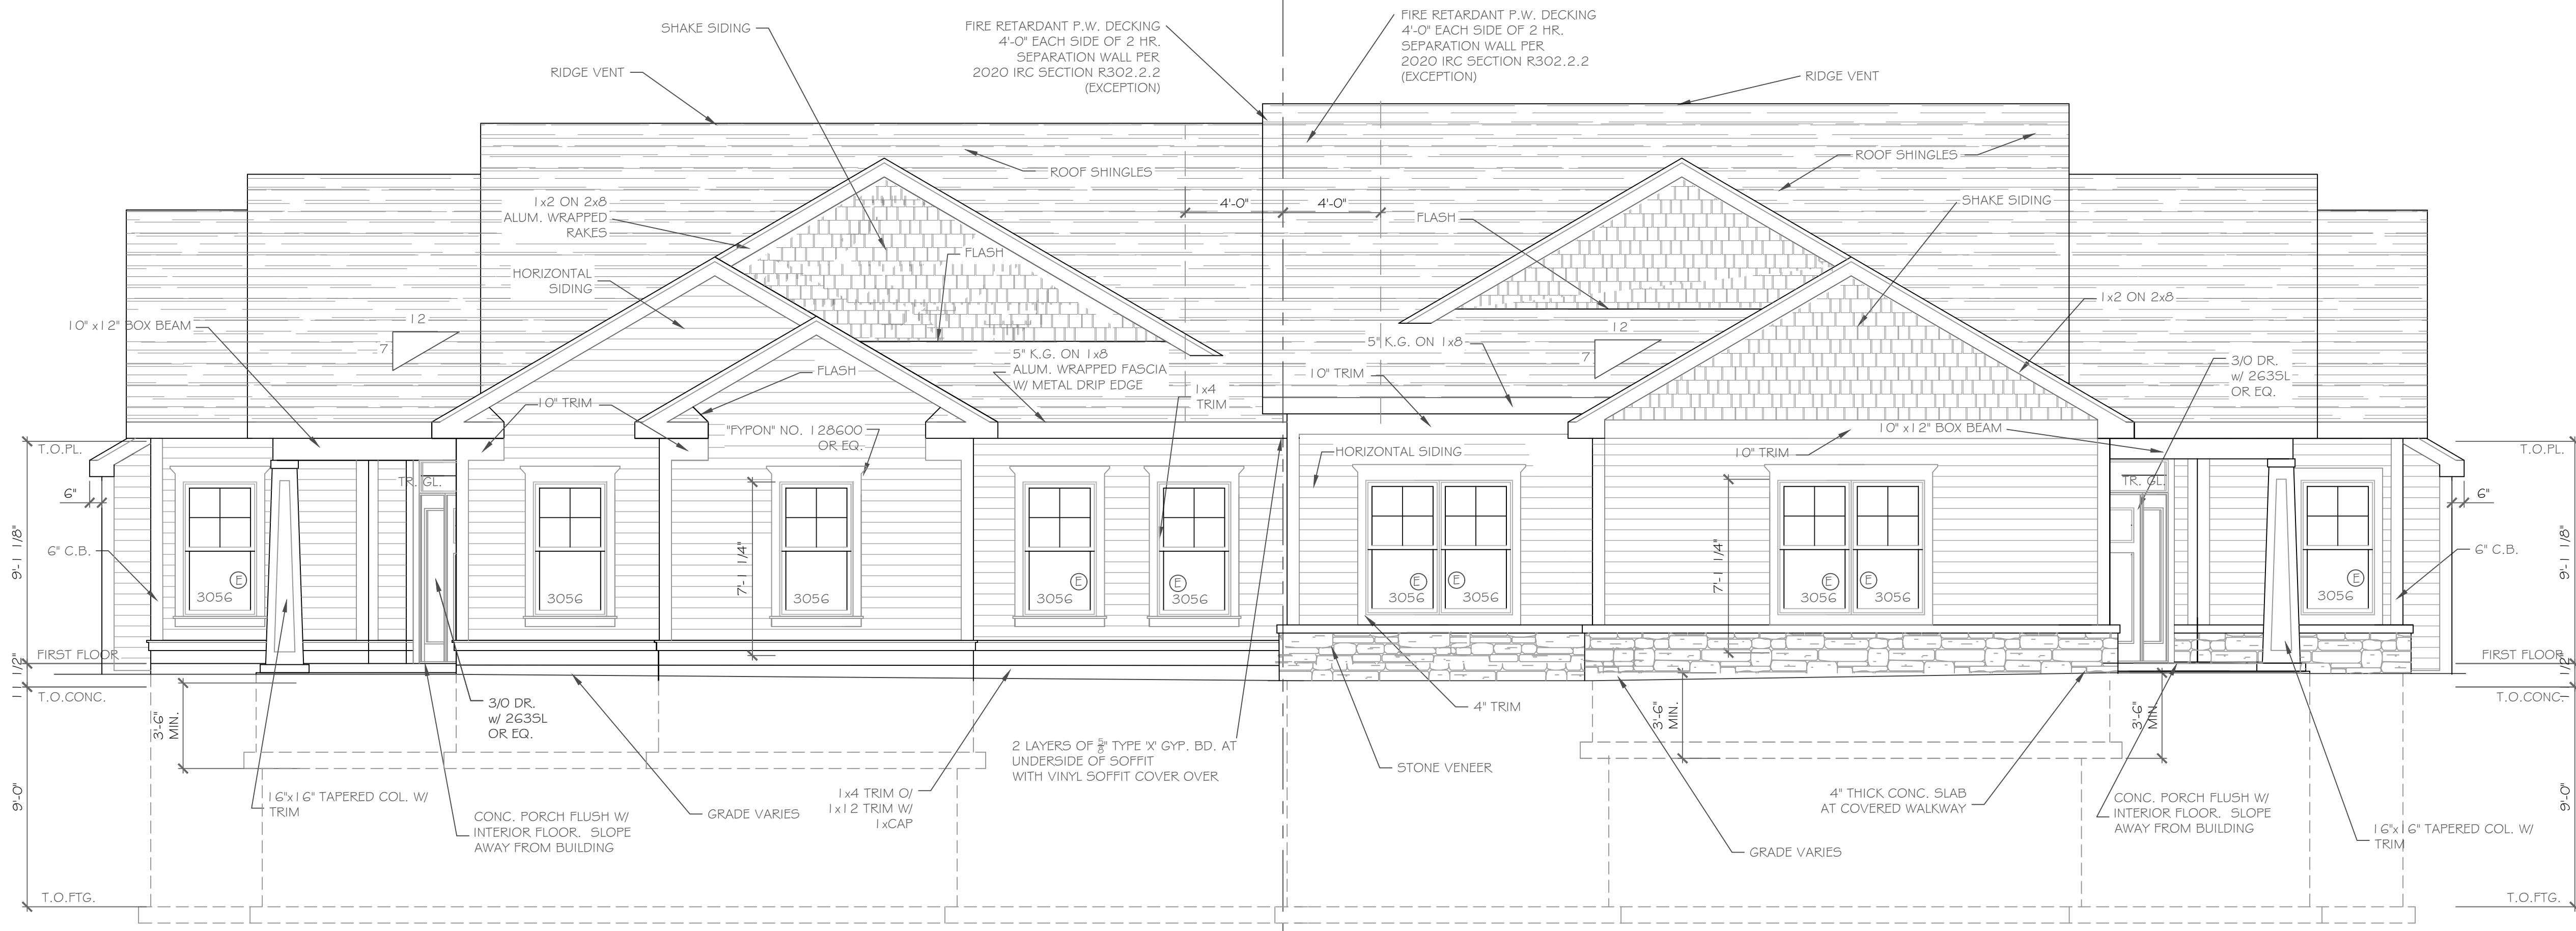 SHAKE SIDING
FIRE RETARDANT P.W. DECKING
4'-0" EACH SIDE OF 2 HR.
SEPARATION WALL PER
2020 IRC SECTION R302.2.2
(EXCEPTION)
FIRE RETARDANT P.W. DECKING
4'-0" EACH SIDE OF 2 HR.
SEPARATION WALL PER
2020 IRC SECTION R302.2.2
(EXCEPTION)
RIDGE VENT
RIDGE VENT
ROOF SHINGLES
ROOF SHINGLES
1x2 ON 2x8
ALUM. WRAPPED
RAKES
4'-0"
4'-0"
FLASH
SHAKE SIDING
FLASH
HORIZONTAL
SIDING
1x2 ON 2x8
10" x12" BOX BEAM
12
7
12
7
5" K.G. ON 1x8
ALUM. WRAPPED FASCIA
W/ METAL DRIP EDGE
5" K.G. ON 1x8
FLASH
10" TRIM
3/0 DR.
w/ 263SL
OR EQ.
1x4
TRIM
10" TRIM
"FYPON" NO. 128600
OR EQ.
10" x12" BOX BEAM
T.O.PL.
HORIZONTAL SIDING
10" TRIM
T.O.PL.
TR. GL.
TR. GL.
6"
6"
9'-1 1/8"
6" C.B.
7'-1 1/4"
7'-1 1/4"
6" C.B.
9'-1 1/8"
E
3056
3056
3056
E
3056
E
3056
E
3056
E
3056
E
3056
E
3056
E
3056
FIRST FLOOR
FIRST FLOOR
11 1/2"
11 1/2"
T.O.CONC.
T.O.CONC.
3'-6"
MIN.
3/0 DR.
w/ 263SL
OR EQ.
4" TRIM
3'-6"
MIN.
3'-6"
MIN.
2 LAYERS OF 5/8" TYPE 'X' GYP. BD. AT
UNDERSIDE OF SOFFIT
WITH VINYL SOFFIT COVER OVER
STONE VENEER
9'-0"
16"x16" TAPERED COL. W/
TRIM
CONC. PORCH FLUSH W/
INTERIOR FLOOR. SLOPE
AWAY FROM BUILDING
GRADE VARIES
1x4 TRIM O/
1x12 TRIM W/
1xCAP
4" THICK CONC. SLAB
AT COVERED WALKWAY
GRADE VARIES
CONC. PORCH FLUSH W/
INTERIOR FLOOR. SLOPE
AWAY FROM BUILDING
16"x16" TAPERED COL. W/
TRIM
9'-0"
T.O.FTG.
T.O.FTG.